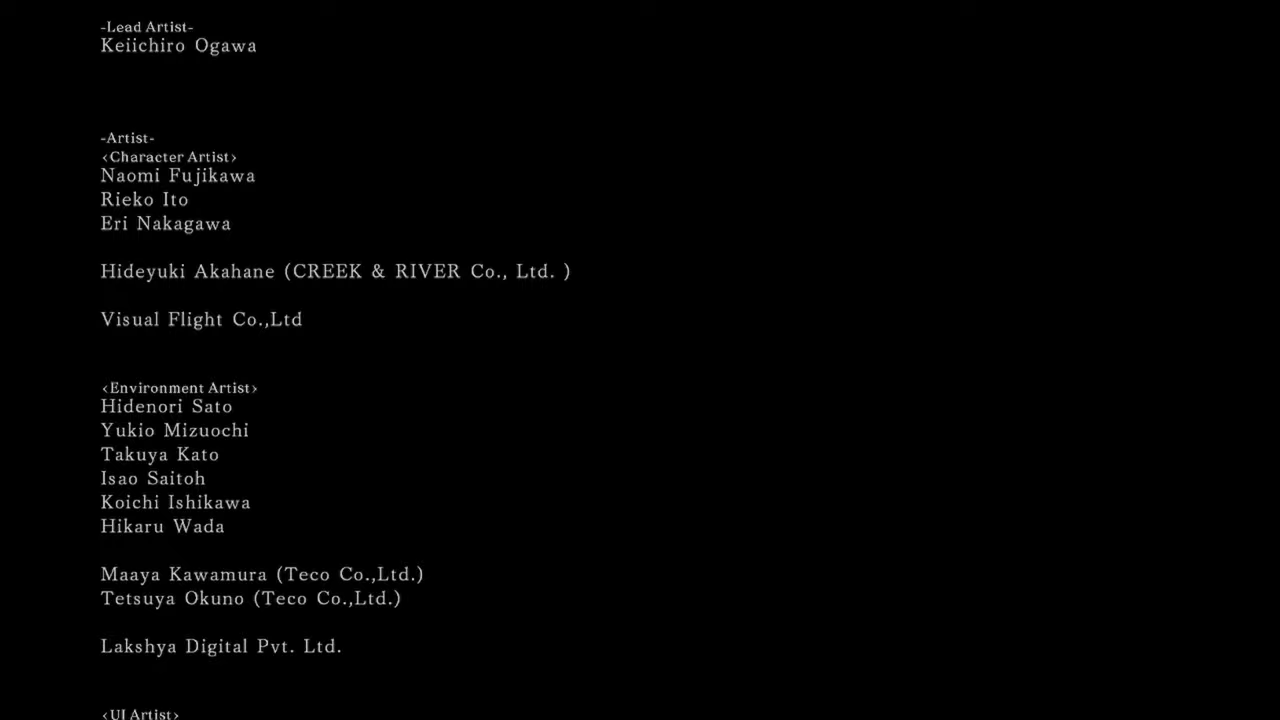 -Lead Artist-
Keiichiro Ogawa
-Artist-
<Character Artist>
Naomi Fujikawa
Rieko Ito
Eri Nakagawa
Hideyuki Akahane (CREEK & RIVER Co., Ltd. )
Visual Flight Co.,Ltd
<Environment Artist>
Hidenori Sato
Yukio Mizuochi
Takuya Kato
Isao Saitoh
Koichi Ishikawa
Hikaru Wada
Maaya Kawamura (Teco Co.,Ltd.)
Tetsuya Okuno (Teco Co.,Ltd.)
Lakshya Digital Pvt. Ltd.
<UI Artist>